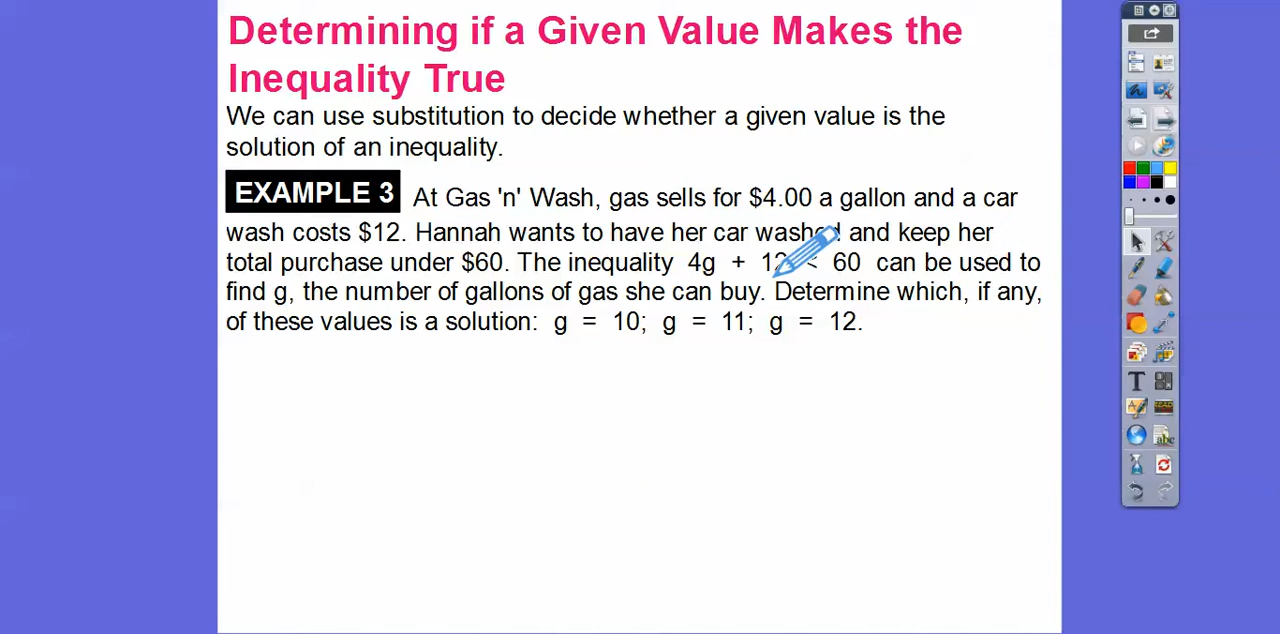 Determining if a Given Value Makes the
Inequality True
We can use substitution to decide whether a given value is the
solution of an inequality.
EXAMPLE 3 At Gas 'n' Wash, gas sells for $4.00 a gallon and a car
wash costs $12. Hannah wants to have her car washed and keep her
total purchase under $60. The inequality 4g + 12 < 60 can be used to
find g, the number of gallons of gas she can buy. Determine which, if any,
of these values is a solution: g = 10; g = 11; g = 12.